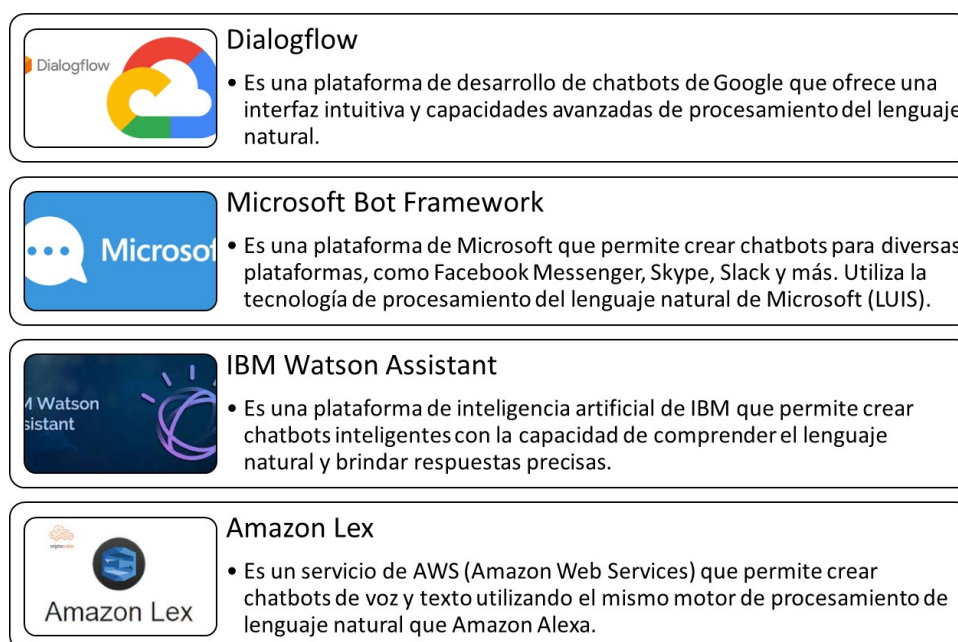 Dialogflow
Dialogflow
• Es una plataforma de desarrollo de chatbots de Google que ofrece una
interfaz intuitiva y capacidades avanzadas de procesamiento del lenguaje
natural.
Microsof
Microsoft Bot Framework
• Es una plataforma de Microsoft que permite crear chatbots para diversas
plataformas, como Facebook Messenger, Skype, Slack y más. Utiliza la
tecnología de procesamiento del lenguaje natural de Microsoft (LUIS).
M Watson
sistant
IBM Watson Assistant
• Es una plataforma de inteligencia artificial de IBM que permite crear
chatbots inteligentes con la capacidad de comprender el lenguaje
natural y brindar respuestas precisas.
Amazon Lex
Amazon Lex
• Es un servicio de AWS (Amazon Web Services) que permite crear
chatbots de voz y texto utilizando el mismo motor de procesamiento de
lenguaje natural que Amazon Alexa.